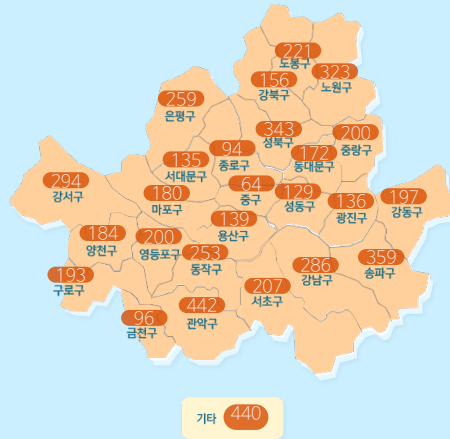 221
도봉구
323
노원구
156
강북구
259
은평구
343
성북구
200
중랑구
94
종로구
172
동대문구
135
서대문구
294
강서구
180
마포구
64
중구
129
성동구
136
광진구
197
강동구
139
용산구
184
양천구
200
영등포구
253
동작구
359
송파구
286
강남구
193
구로구
207
서초구
442
관악구
96
금천구
기타 440